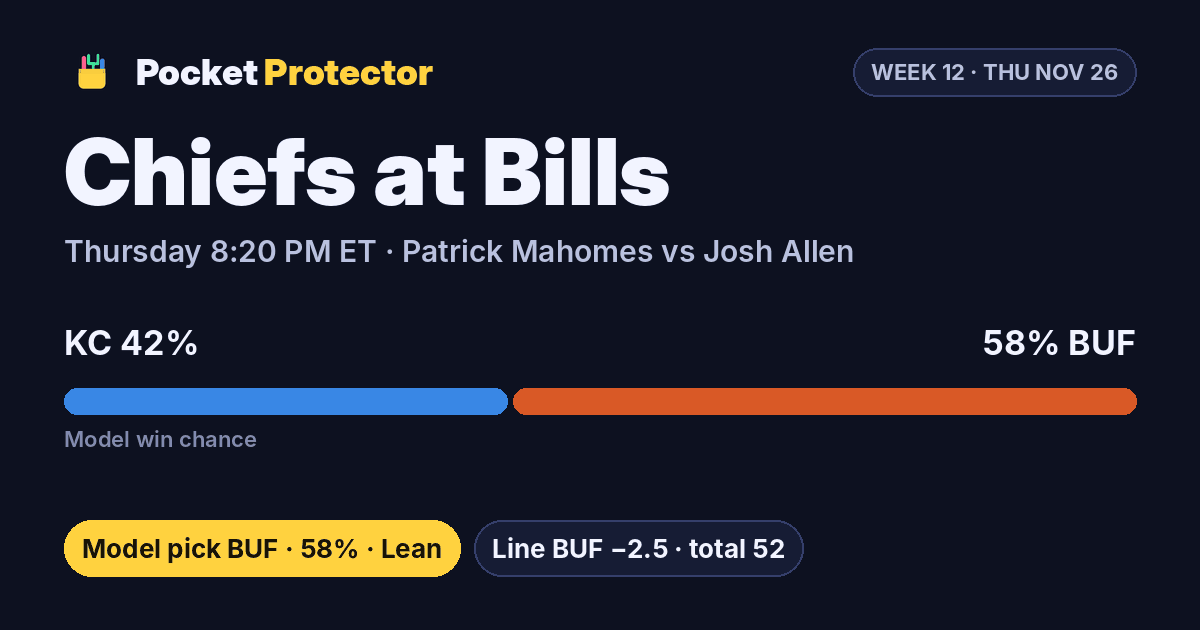 Pocket Protector
WEEK 12 · THU NOV 26
Chiefs at Bills
Thursday 8:20 PM ET · Patrick Mahomes vs Josh Allen
KC 42%
58% BUF
Model win chance
Model pick BUF · 58% · Lean
Line BUF −2.5 · total 52